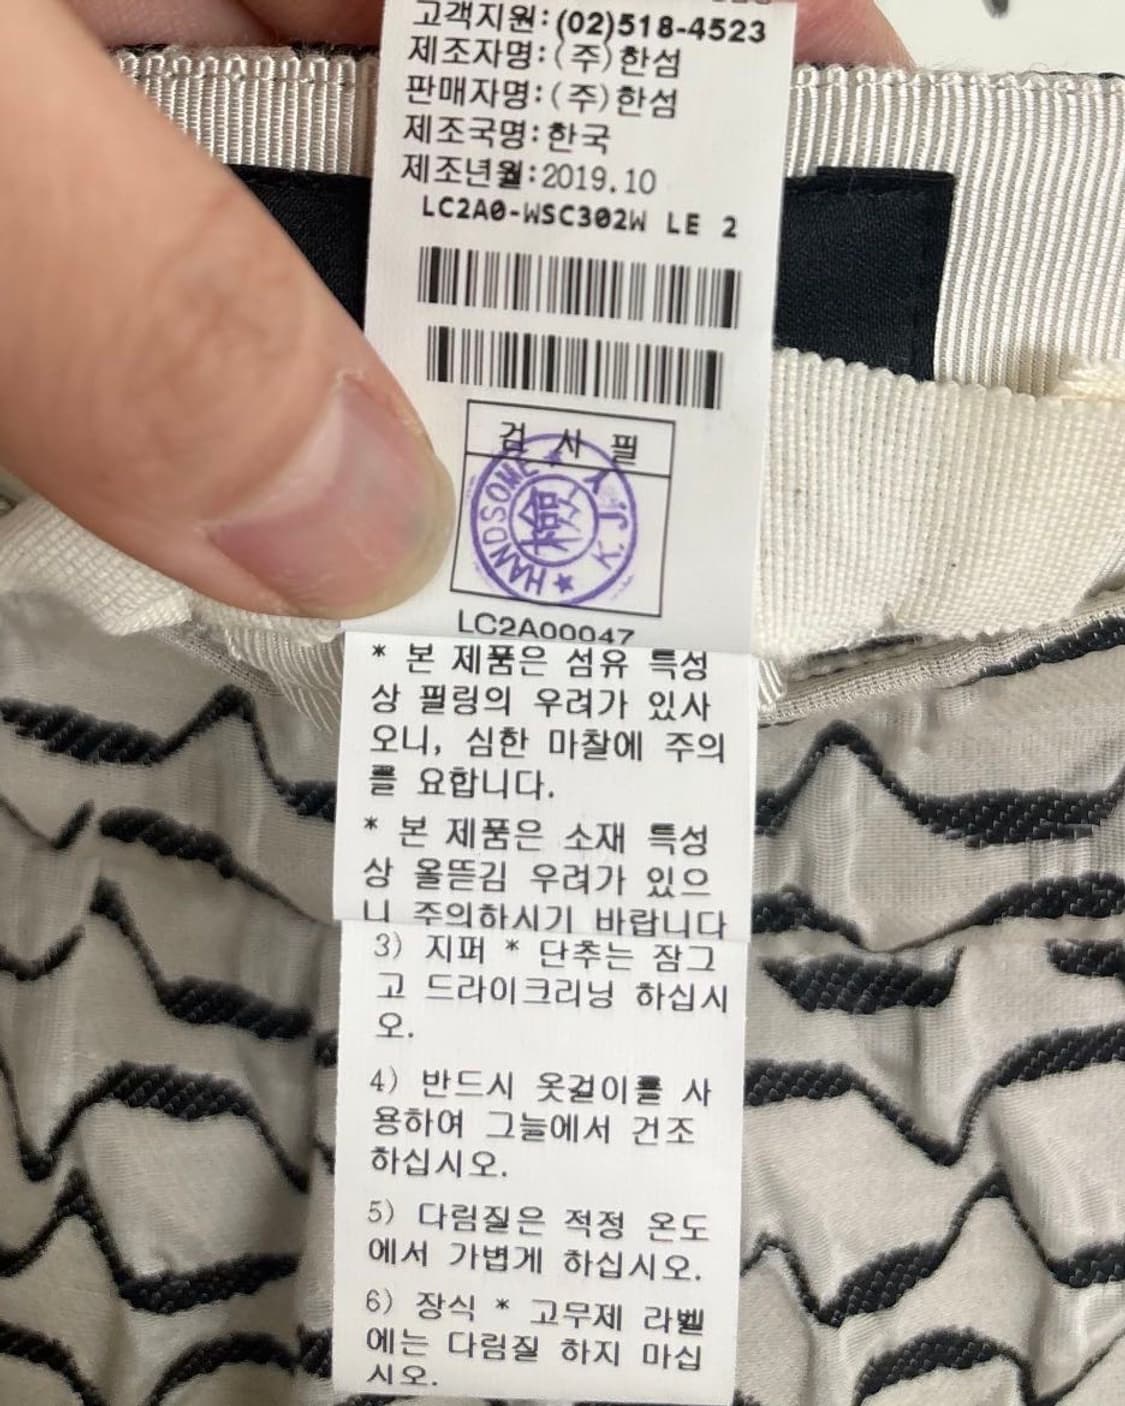 고객지원:(02)518-4523
제조자명:(주)한섬
판매자명:(주)한섬
제조국명:한국
제조년월:2019.10
LC2A0-WSC302W LE 2
검 사 필
HANDSOME ★ K.J.Y ★
檢
LC2A00047
* 본 제품은 섬유 특성
상 필링의 우려가 있사
오니, 심한 마찰에 주의
를 요합니다.
* 본 제품은 소재 특성
상 올뜯김 우려가 있으
니 주의하시기 바랍니다
3) 지퍼 * 단추는 잠그
고 드라이크리닝 하십시
오.
4) 반드시 옷걸이를 사
용하여 그늘에서 건조
하십시오.
5) 다림질은 적정 온도
에서 가볍게 하십시오.
6) 장식 * 고무제 라벨
에는 다림질 하지 마십
시오.